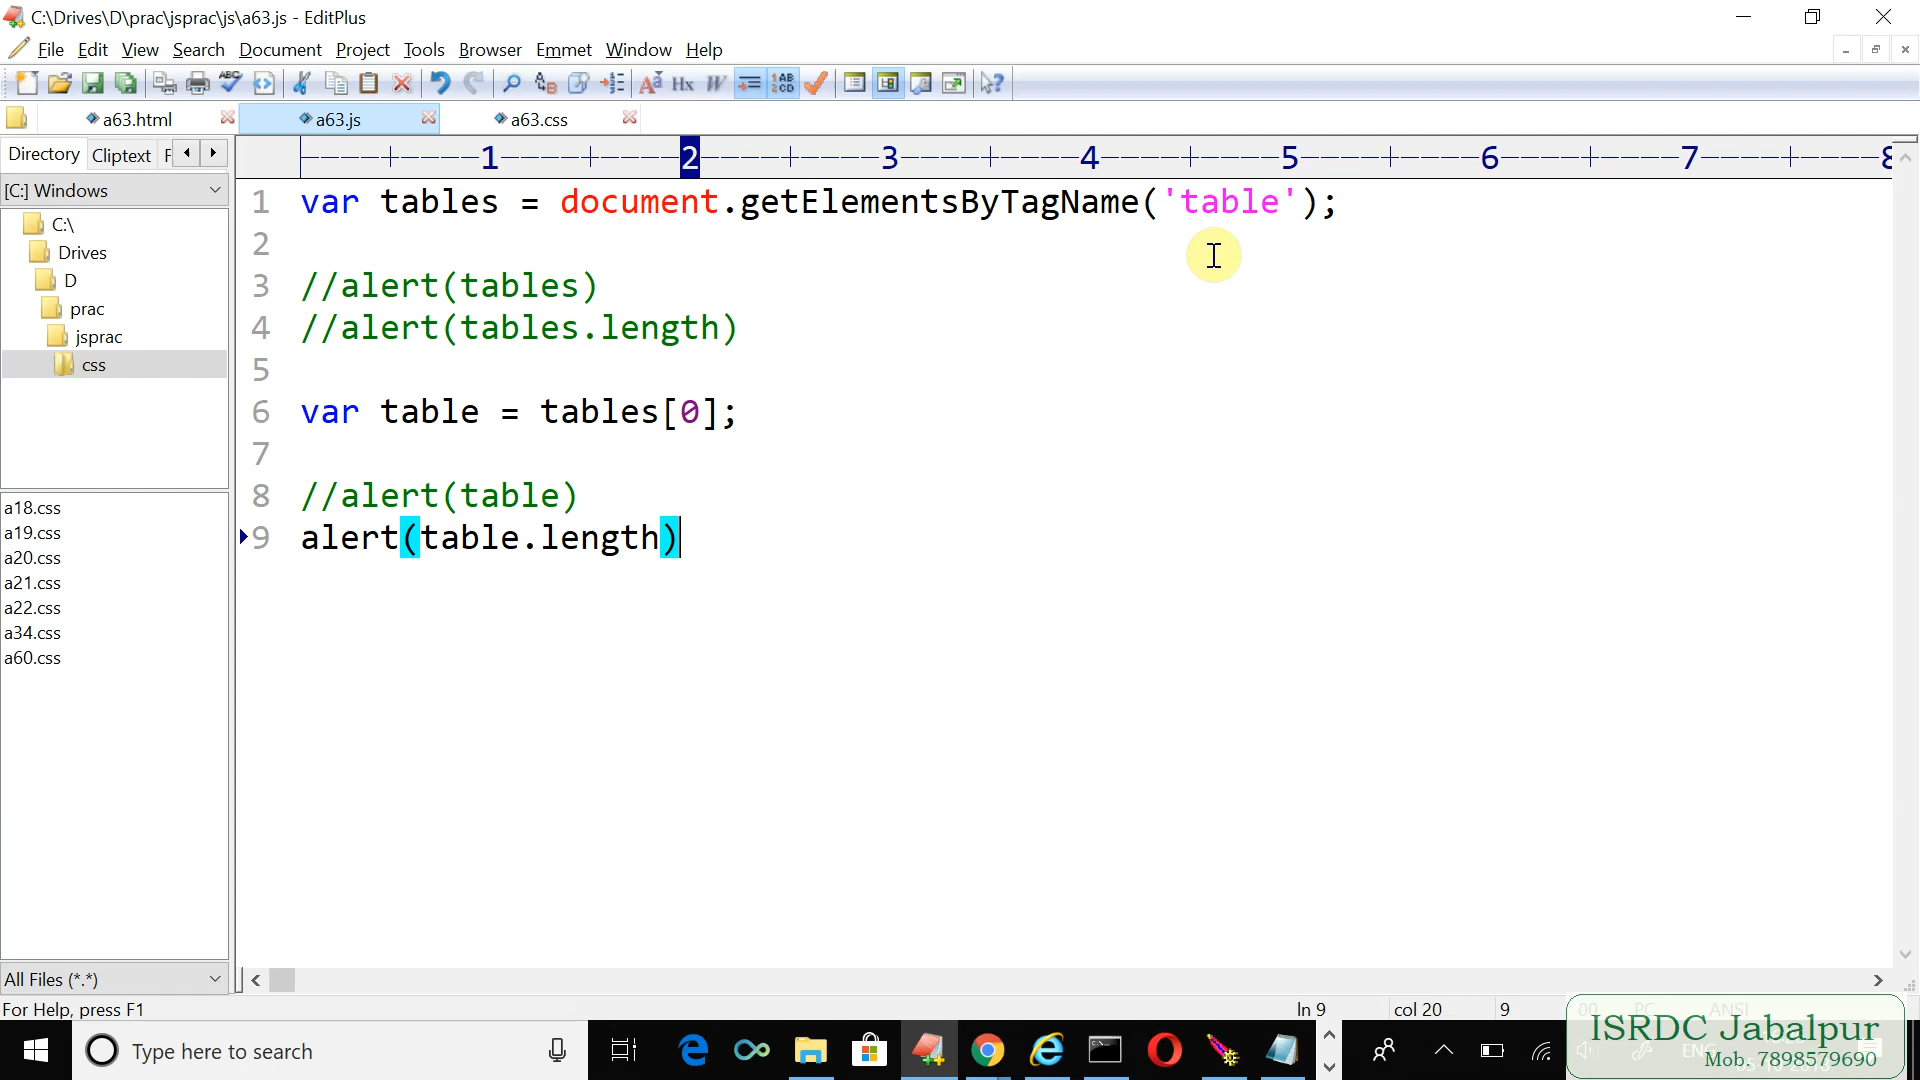 C:\Drives\D\prac\jsprac\js\a63.js - EditPlus
File Edit View Search Document Project Tools Browser Emmet Window Help
a63.html a63.js a63.css
Directory Cliptext F
1 2 3 4 5 6 7 8
[C:] Windows
C:\
Drives
D
prac
jsprac
css
a18.css
a19.css
a20.css
a21.css
a22.css
a34.css
a60.css
All Files (*.*)
1 var tables = document.getElementsByTagName('table');
2
3 //alert(tables)
4 //alert(tables.length)
5
6 var table = tables[0];
7
8 //alert(table)
9 alert(table.length)
For Help, press F1
ln 9 col 20 9 00 PC ANSI
Type here to search
ENG
ISRDC Jabalpur
Mob. 7898579690